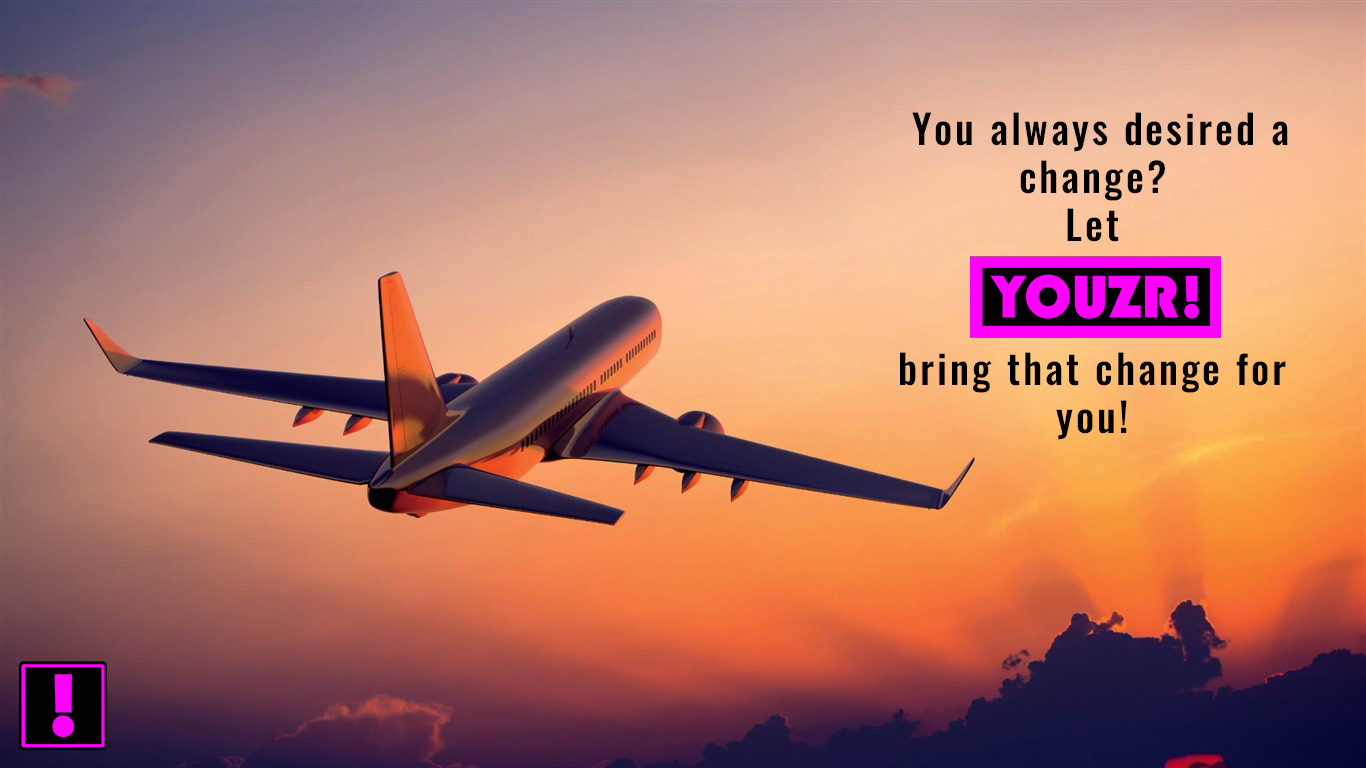 You always desired a
change?
Let
YOUZR!
bring that change for
you!
!